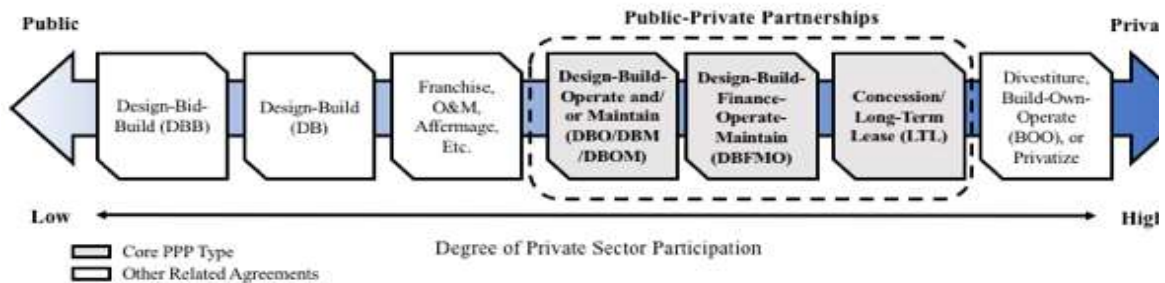 Public-Private Partnerships
Public
Privat
Design-Bid-
Build (DBB)
Design-Build
(DB)
Franchise,
O&M,
Affermage,
Etc.
Design-Build-
Operate and/
or Maintain
(DBO/DBM
/DBOM)
Design-Build-
Finance-
Operate-
Maintain
(DBFMO)
Concession/
Long-Term
Lease (LTL)
Divestiture,
Build-Own-
Operate
(BOO), or
Privatize
Low
High
Degree of Private Sector Participation
Core PPP Type
Other Related Agreements